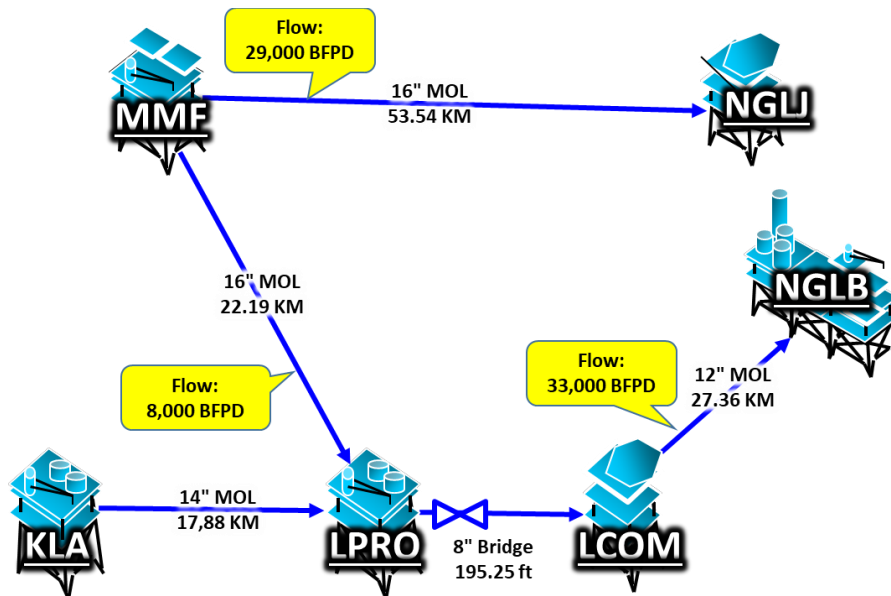 Flow:
29,000 BFPD
MMF
16" MOL
53.54 KM
NGLJ
16" MOL
22.19 KM
NGLB
Flow:
8,000 BFPD
Flow:
33,000 BFPD
12" MOL
27.36 KM
KLA
14" MOL
17,88 KM
LPRO
8" Bridge
195.25 ft
LCOM